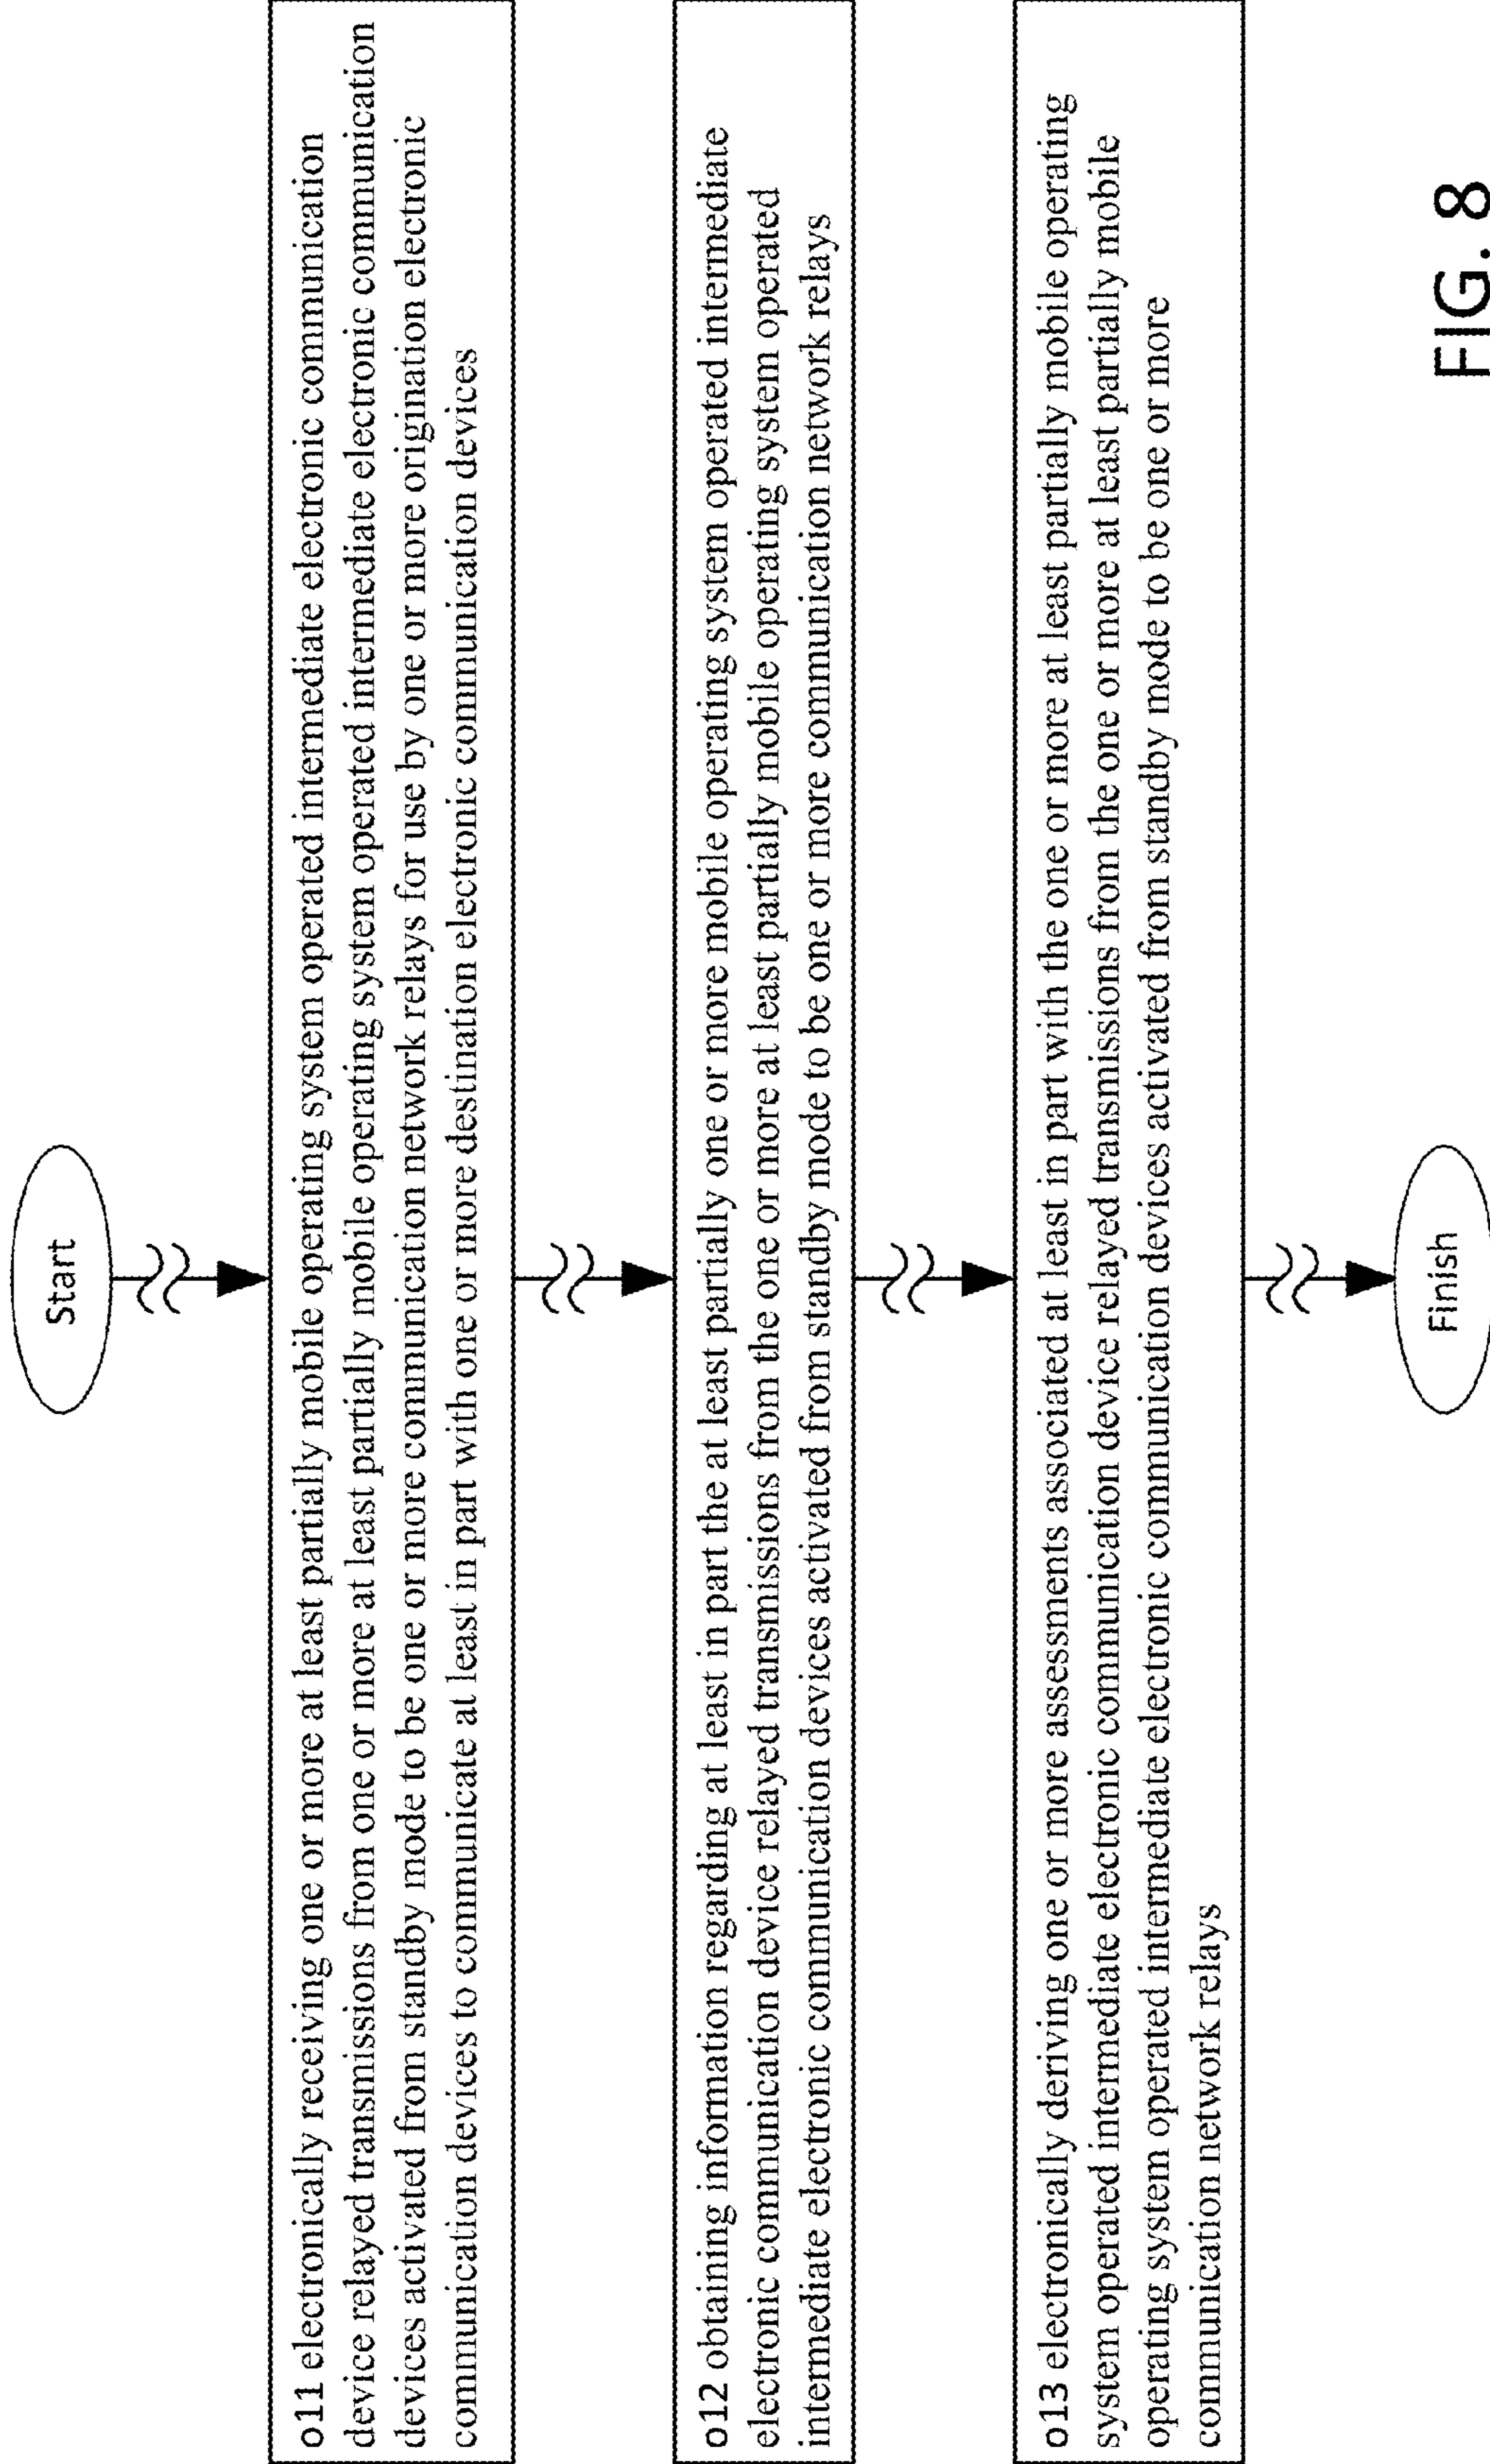 Start
o11 electronically receiving one or more at least partially mobile operating system operated intermediate electronic communication
device relayed transmissions from one or more at least partially mobile operating system operated intermediate electronic communication
devices activated from standby mode to be one or more communication network relays for use by one or more origination electronic
communication devices to communicate at least in part with one or more destination electronic communication devices
o12 obtaining information regarding at least in part the at least partially one or more mobile operating system operated intermediate
electronic communication device relayed transmissions from the one or more at least partially mobile operating system operated
intermediate electronic communication devices activated from standby mode to be one or more communication network relays
o13 electronically deriving one or more assessments associated at least in part with the one or more at least partially mobile operating
system operated intermediate electronic communication device relayed transmissions from the one or more at least partially mobile
operating system operated intermediate electronic communication devices activated from standby mode to be one or more
communication network relays
Finish
FIG. 8